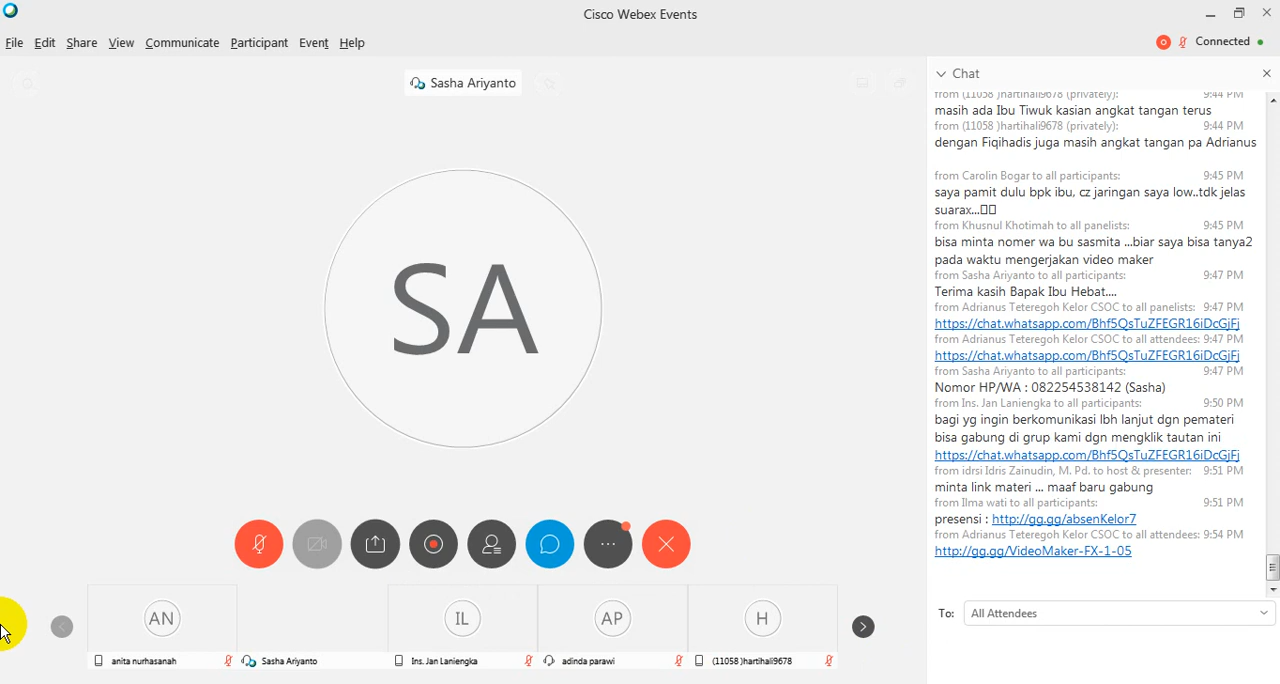 Cisco Webex Events
File Edit Share View Communicate Participant Event Help
Connected
Sasha Ariyanto
SA
AN
anita nurhasanah
Sasha Ariyanto
IL
Ins. Jan Laniengka
AP
adinda parawi
H
(11058 )hartihali9678
Chat
from (11058 )hartihali9678 (privately): 9:44 PM
masih ada Ibu Tiwuk kasian angkat tangan terus
from (11058 )hartihali9678 (privately): 9:44 PM
dengan Fiqihadis juga masih angkat tangan pa Adrianus
from Carolin Bogar to all participants: 9:45 PM
saya pamit dulu bpk ibu, cz jaringan saya low..tdk jelas
suarax...
from Khusnul Khotimah to all panelists: 9:45 PM
bisa minta nomer wa bu sasmita ...biar saya bisa tanya2
pada waktu mengerjakan video maker
from Sasha Ariyanto to all participants: 9:47 PM
Terima kasih Bapak Ibu Hebat....
from Adrianus Teteregoh Kelor CSOC to all panelists: 9:47 PM
https://chat.whatsapp.com/Bhf5QsTuZFEGR16iDcGjFj
from Adrianus Teteregoh Kelor CSOC to all attendees: 9:47 PM
https://chat.whatsapp.com/Bhf5QsTuZFEGR16iDcGjFj
from Sasha Ariyanto to all participants: 9:47 PM
Nomor HP/WA : 082254538142 (Sasha)
from Ins. Jan Laniengka to all participants: 9:50 PM
bagi yg ingin berkomunikasi lbh lanjut dgn pemateri
bisa gabung di grup kami dgn mengklik tautan ini
https://chat.whatsapp.com/Bhf5QsTuZFEGR16iDcGjFj
from idrsi Idris Zainudin, M. Pd. to host & presenter: 9:51 PM
minta link materi ... maaf baru gabung
from Ilma wati to all participants: 9:51 PM
presensi : http://gg.gg/absenKelor7
from Adrianus Teteregoh Kelor CSOC to all attendees: 9:54 PM
http://gg.gg/VideoMaker-FX-1-05
To: All Attendees